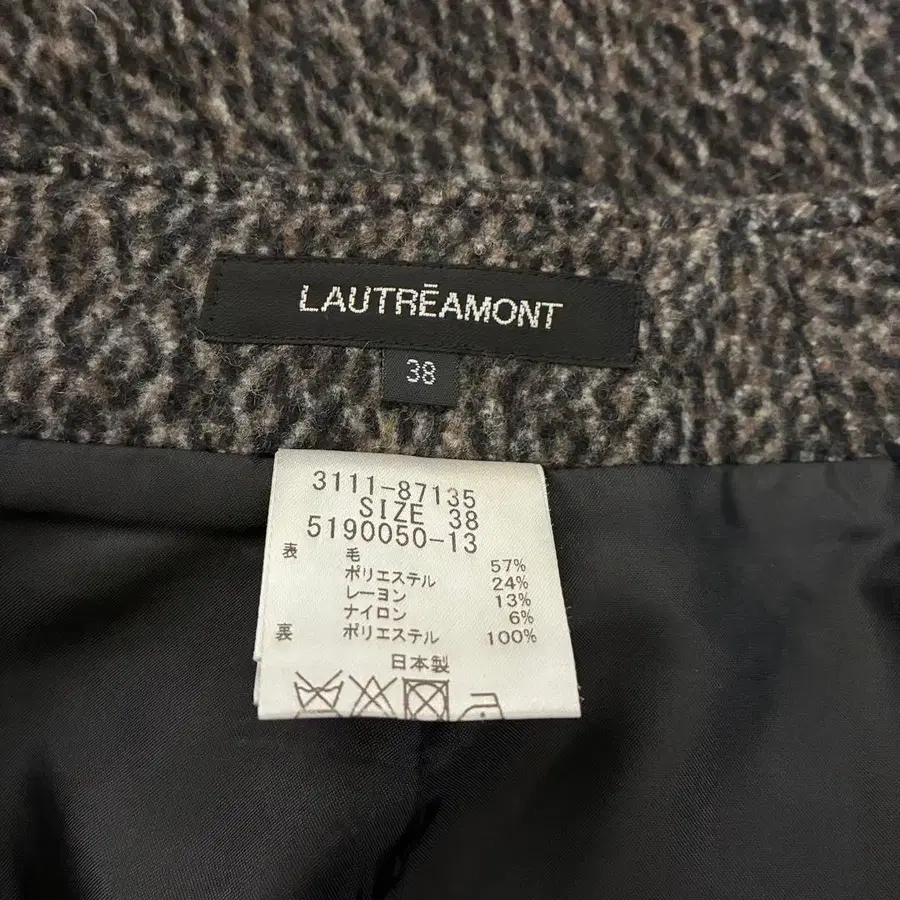 LAUTRĒAMONT
38
3111-87135
SIZE 38
5190050-13
表 毛 57%
ポリエステル 24%
レーヨン 13%
ナイロン 6%
裏 ポリエステル 100%
日本製